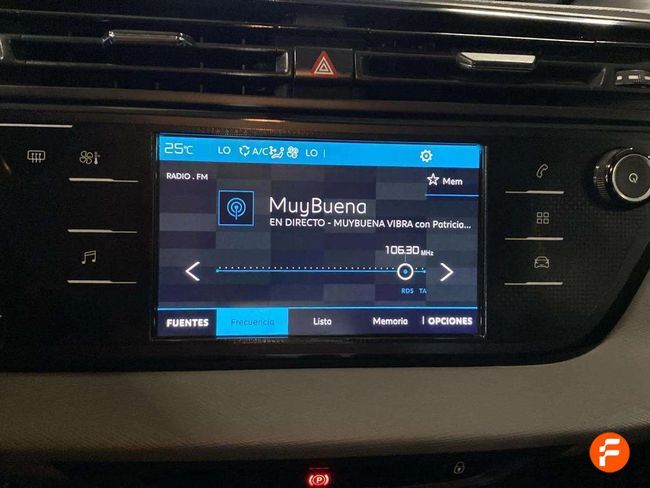 25°C LO A/C LO
RADIO . FM
Mem
MuyBuena
EN DIRECTO - MUYBUENA VIBRA con Patricia...
106.30 MHz
RDS TA
FUENTES Frecuencia Lista Memoria OPCIONES
P